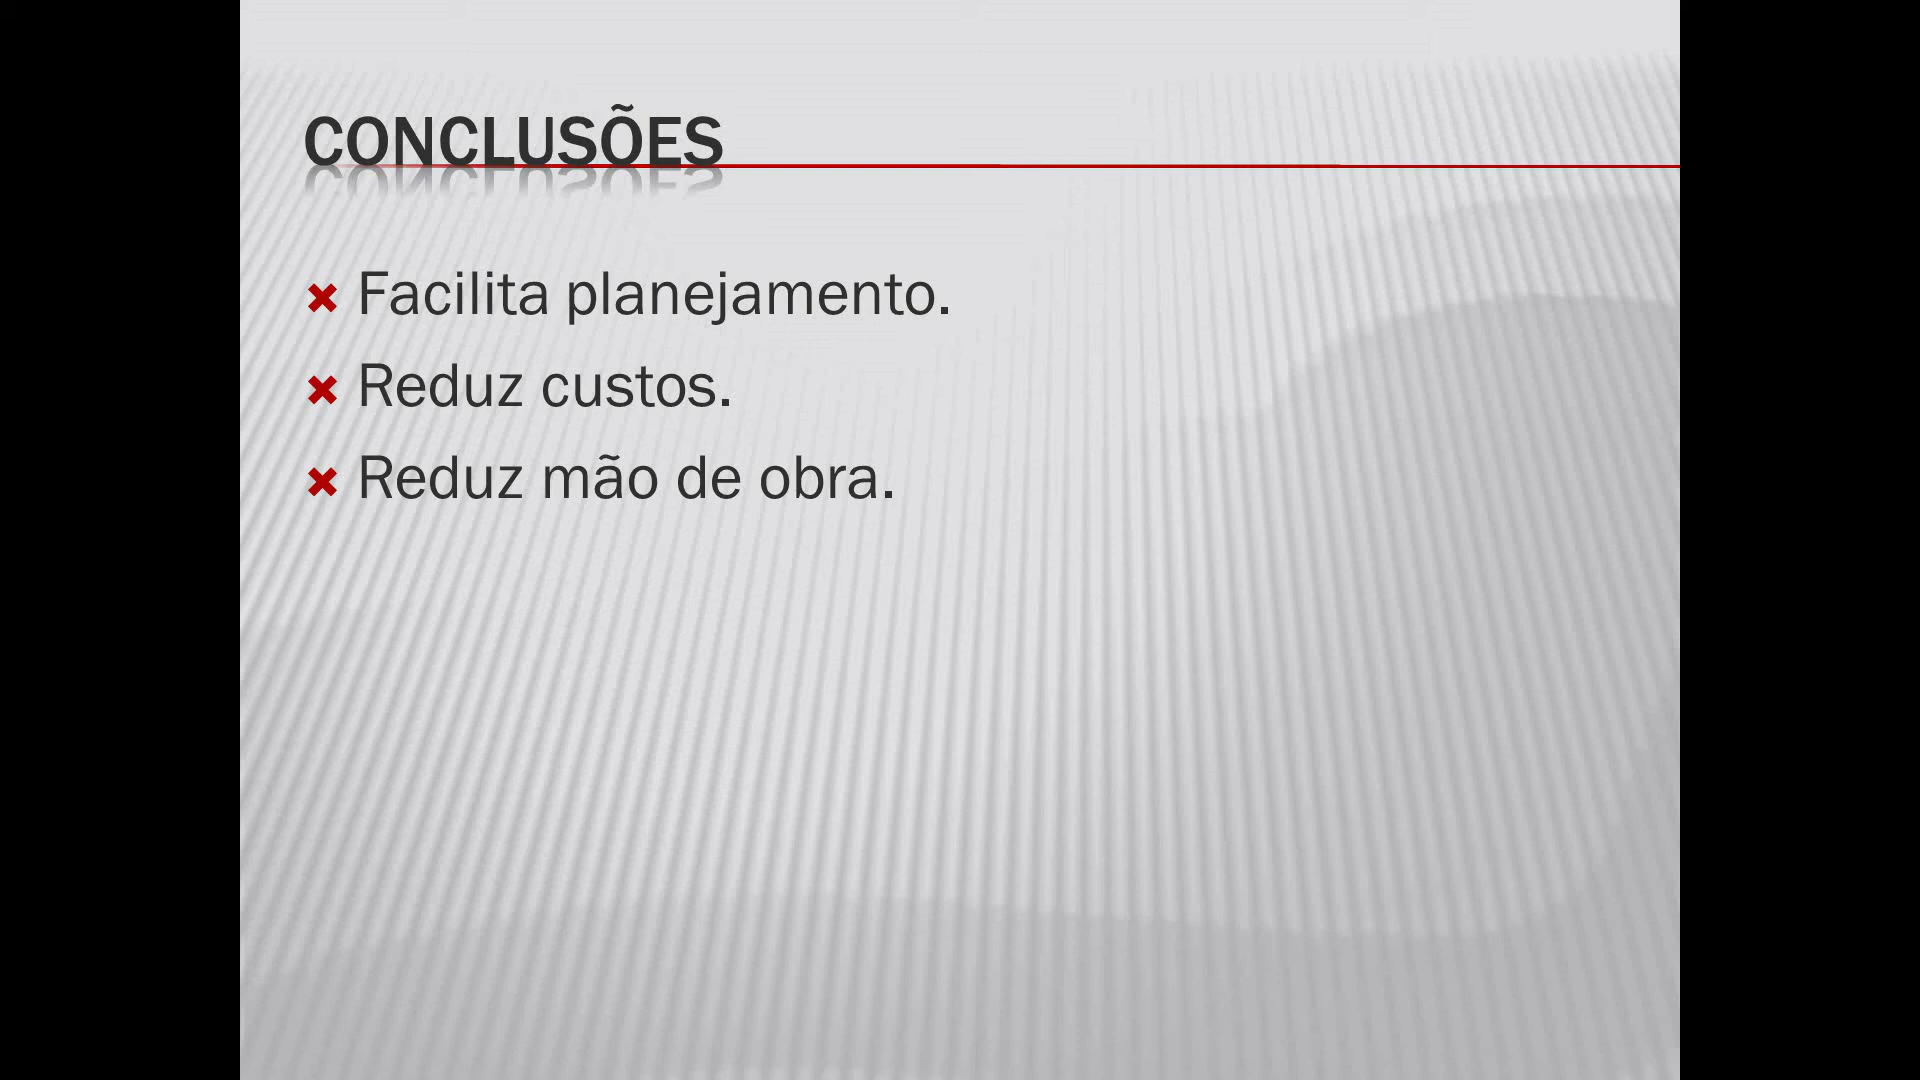 CONCLUSÕES
Facilita planejamento.
Reduz custos.
Reduz mão de obra.